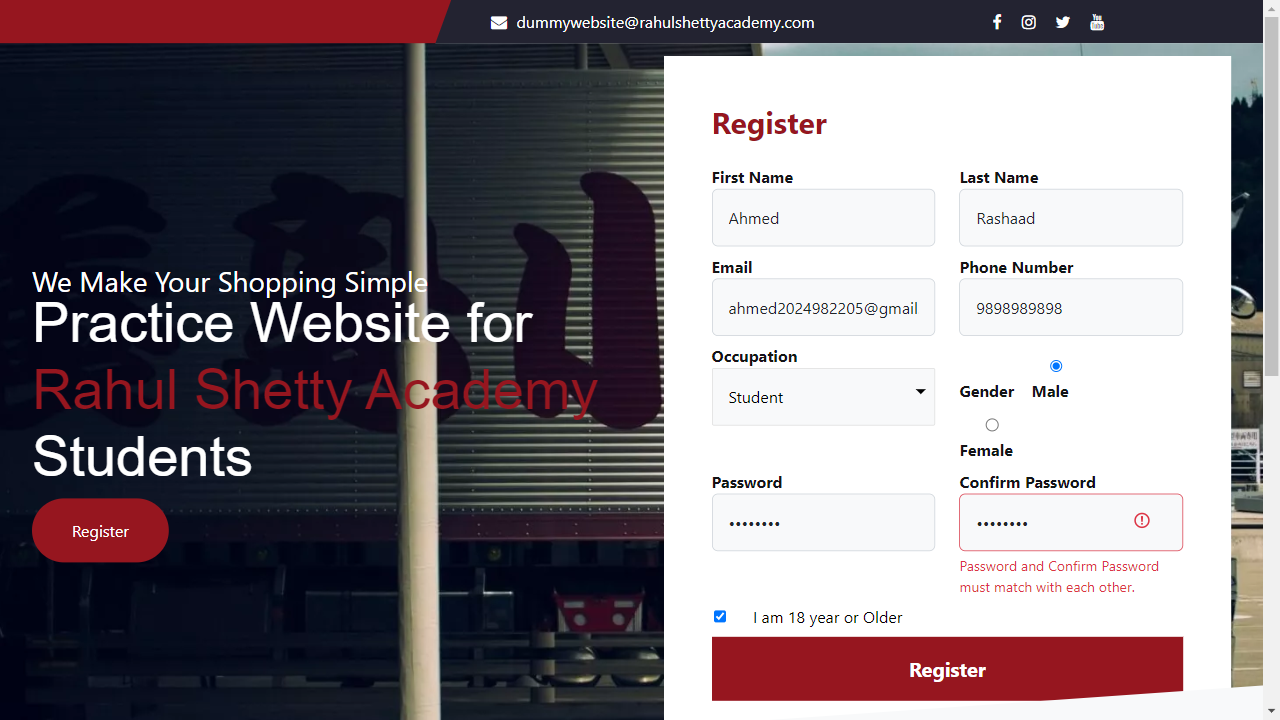 dummywebsite@rahulshettyacademy.com
We Make Your Shopping Simple
Practice Website for
Rahul Shetty Academy
Students
Register
Register
First Name
Last Name
Ahmed
Rashaad
Email
Phone Number
ahmed2024982205@gmail
9898989898
Occupation
Student
Gender
Male
Female
Password
Confirm Password
••••••••
••••••••
Password and Confirm Password
must match with each other.
I am 18 year or Older
Register